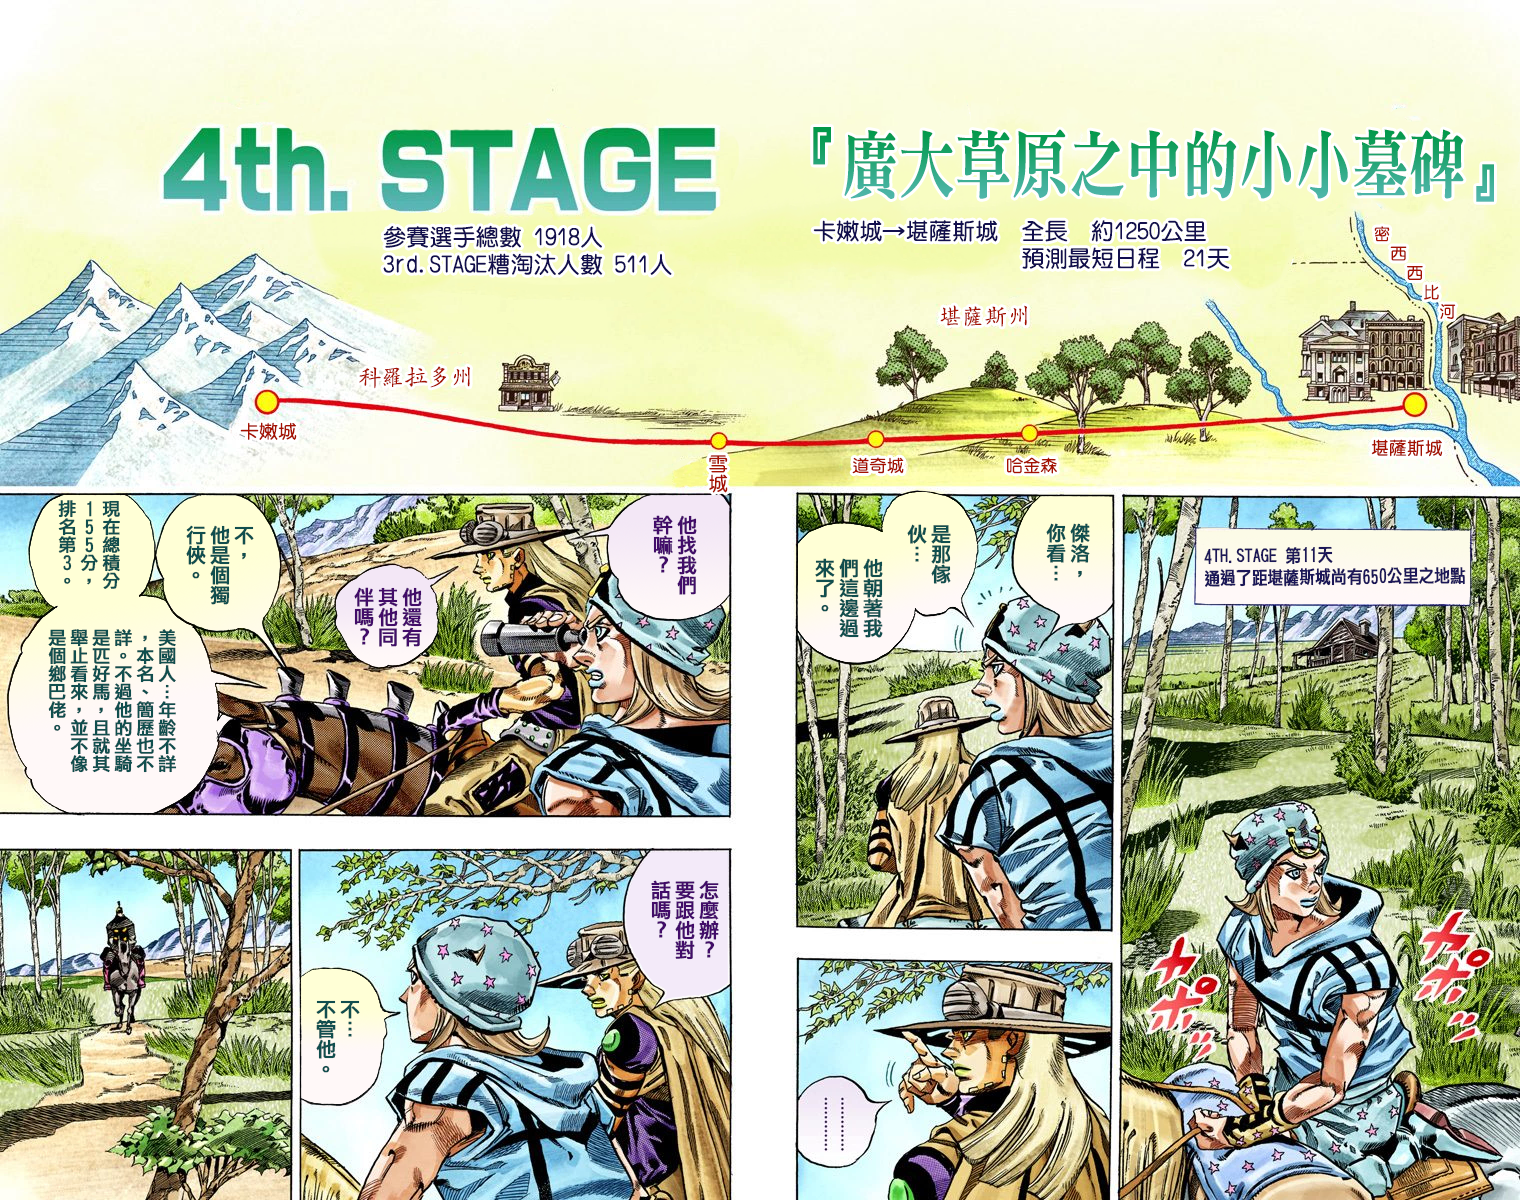 4th. STAGE
『廣大草原之中的小小墓碑』
參賽選手總數 1918人
3rd.STAGE糟淘汰人數 511人
卡嫩城→堪薩斯城 全長 約1250公里
預測最短日程 21天
密西西比河
堪薩斯州
科羅拉多州
卡嫩城
雪城
道奇城
哈金森
堪薩斯城
4TH.STAGE 第11天
通過了距堪薩斯城尚有650公里之地點
カポ カポッ
カッポ カッポッ
傑洛，
你看…
是那傢
伙…
他朝著我
們這邊過
來了。
………………
他找我們
幹嘛？
他還有
其他同
伴嗎？
不，
他是個獨
行俠。
現在總積分
155分，
排名第3。
美國人…年齡不詳
，本名、簡歷也不
詳。不過他的坐騎
是匹好馬，且就其
舉止看來，並不像
是個鄉巴佬。
怎麼辦？
要跟他對
話嗎？
不…
不管他。